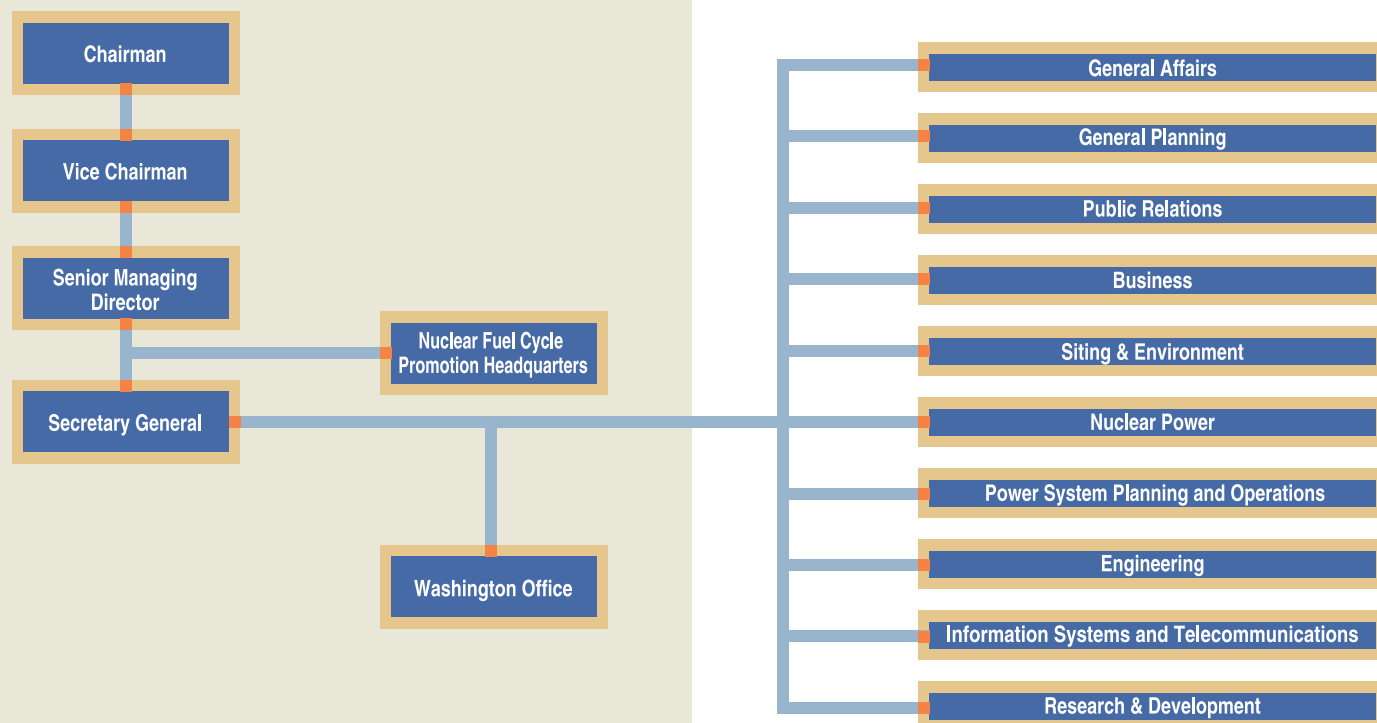 Chairman
Vice Chairman
Senior Managing
Director
Nuclear Fuel Cycle
Promotion Headquarters
Secretary General
Washington Office
General Affairs
General Planning
Public Relations
Business
Siting & Environment
Nuclear Power
Power System Planning and Operations
Engineering
Information Systems and Telecommunications
Research & Development